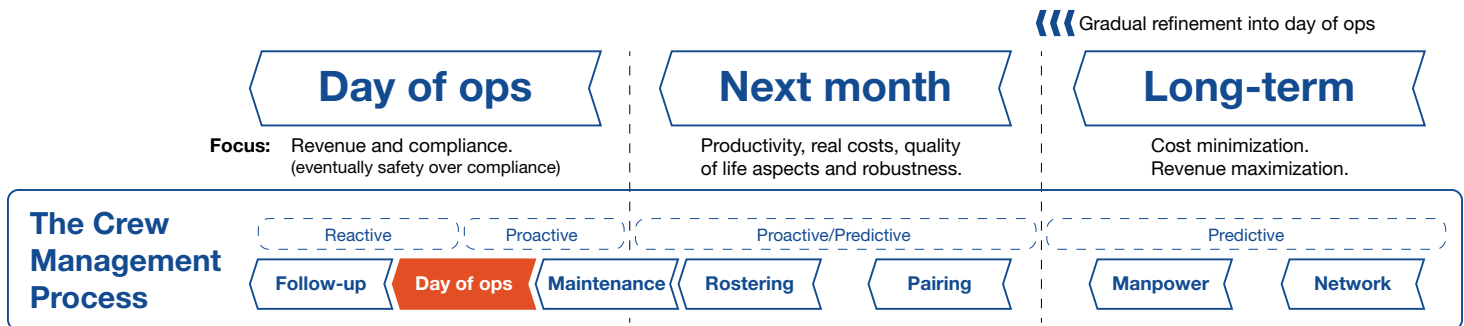 Gradual refinement into day of ops
Day of ops
Next month
Long-term
Focus: Revenue and compliance.
(eventually safety over compliance)
Productivity, real costs, quality
of life aspects and robustness.
Cost minimization.
Revenue maximization.
The Crew
Management
Process
Reactive
Proactive
Proactive/Predictive
Predictive
Follow-up
Day of ops
Maintenance
Rostering
Pairing
Manpower
Network